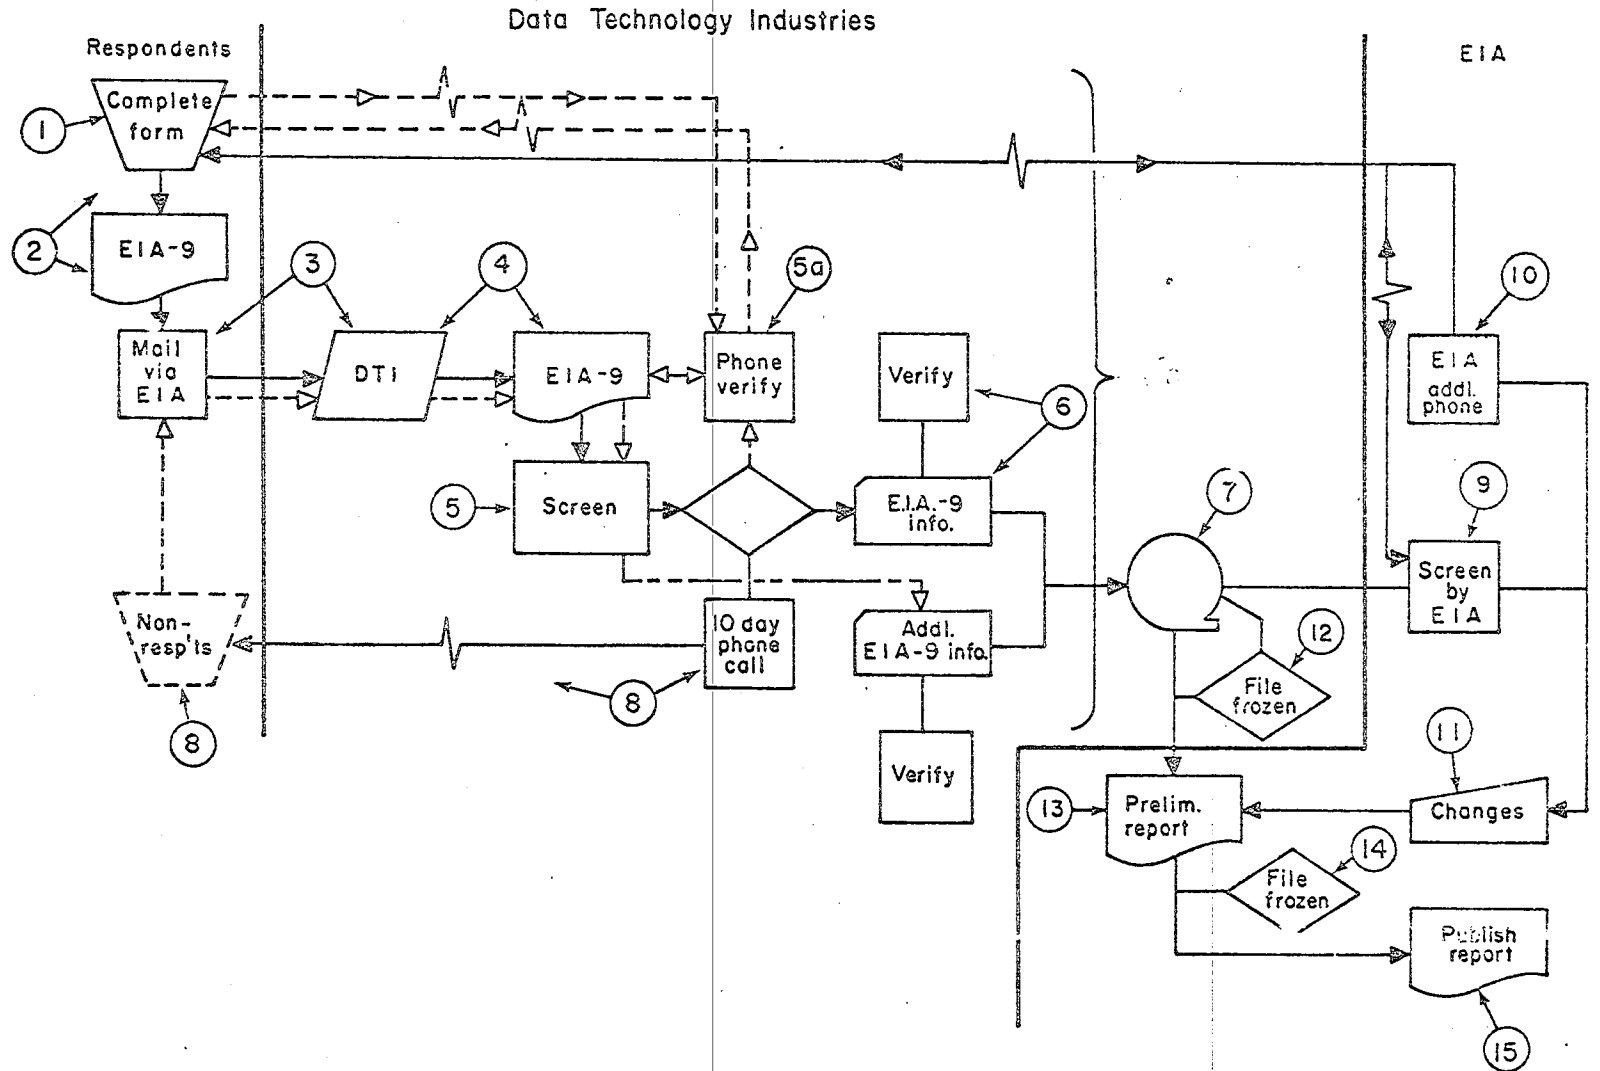 Data Technology Industries
Respondents
EIA
Complete
form
1
2
EIA-9
3
4
5a
10
Mail
via
EIA
DTI
EIA-9
Phone
verify
Verify
EIA
addl.
phone
6
5
Screen
E.I.A.-9
info.
7
9
Screen
by
EIA
Non-
resp'ts
10 day
phone
call
Addl.
EIA-9 info.
12
File
frozen
8
8
11
Verify
13
Prelim.
report
Changes
14
File
frozen
Publish
report
15